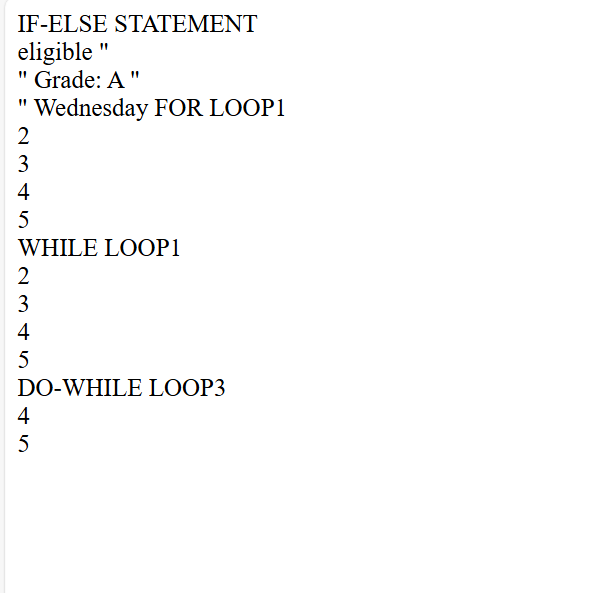 IF-ELSE STATEMENT
eligible "
" Grade: A "
" Wednesday FOR LOOP1
2
3
4
5
WHILE LOOP1
2
3
4
5
DO-WHILE LOOP3
4
5